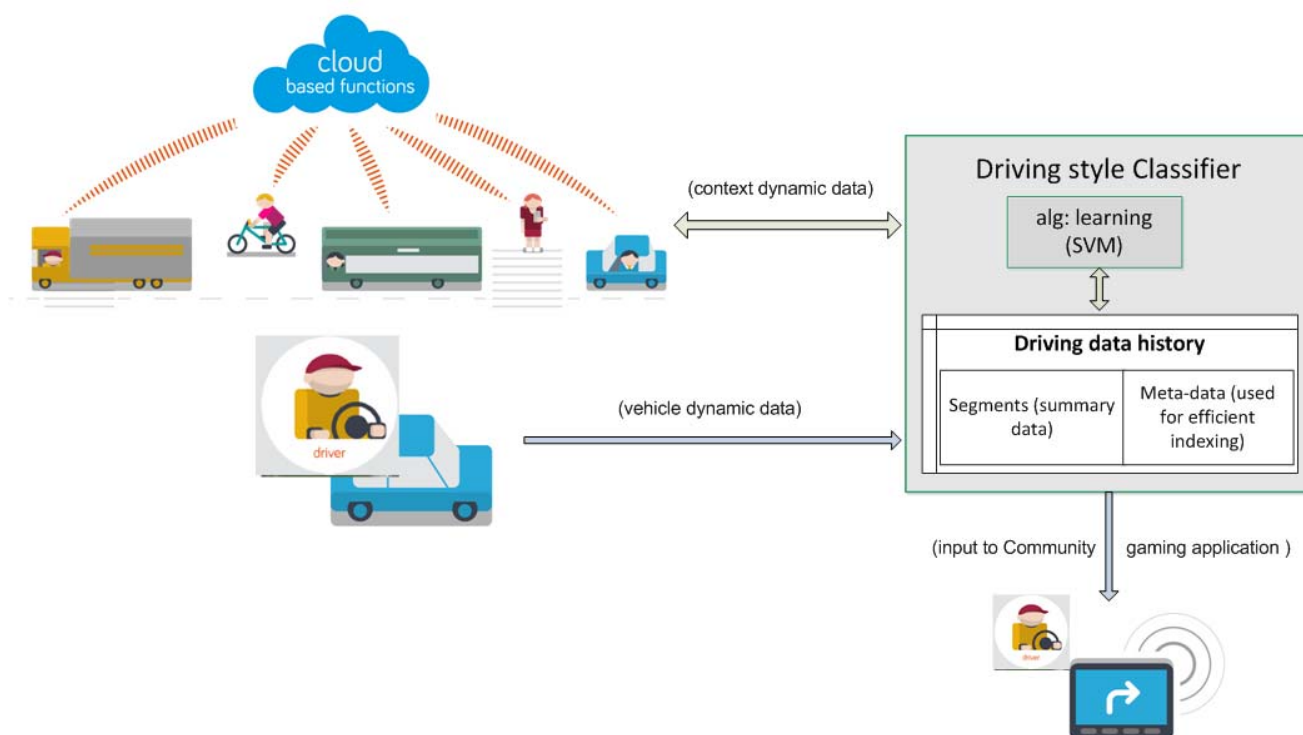 cloud
based functions
(context dynamic data)
Driving style Classifier
alg: learning
(SVM)
Driving data history
Segments (summary
data)
Meta-data (used
for efficient
indexing)
(vehicle dynamic data)
driver
(input to Community gaming application )
driver